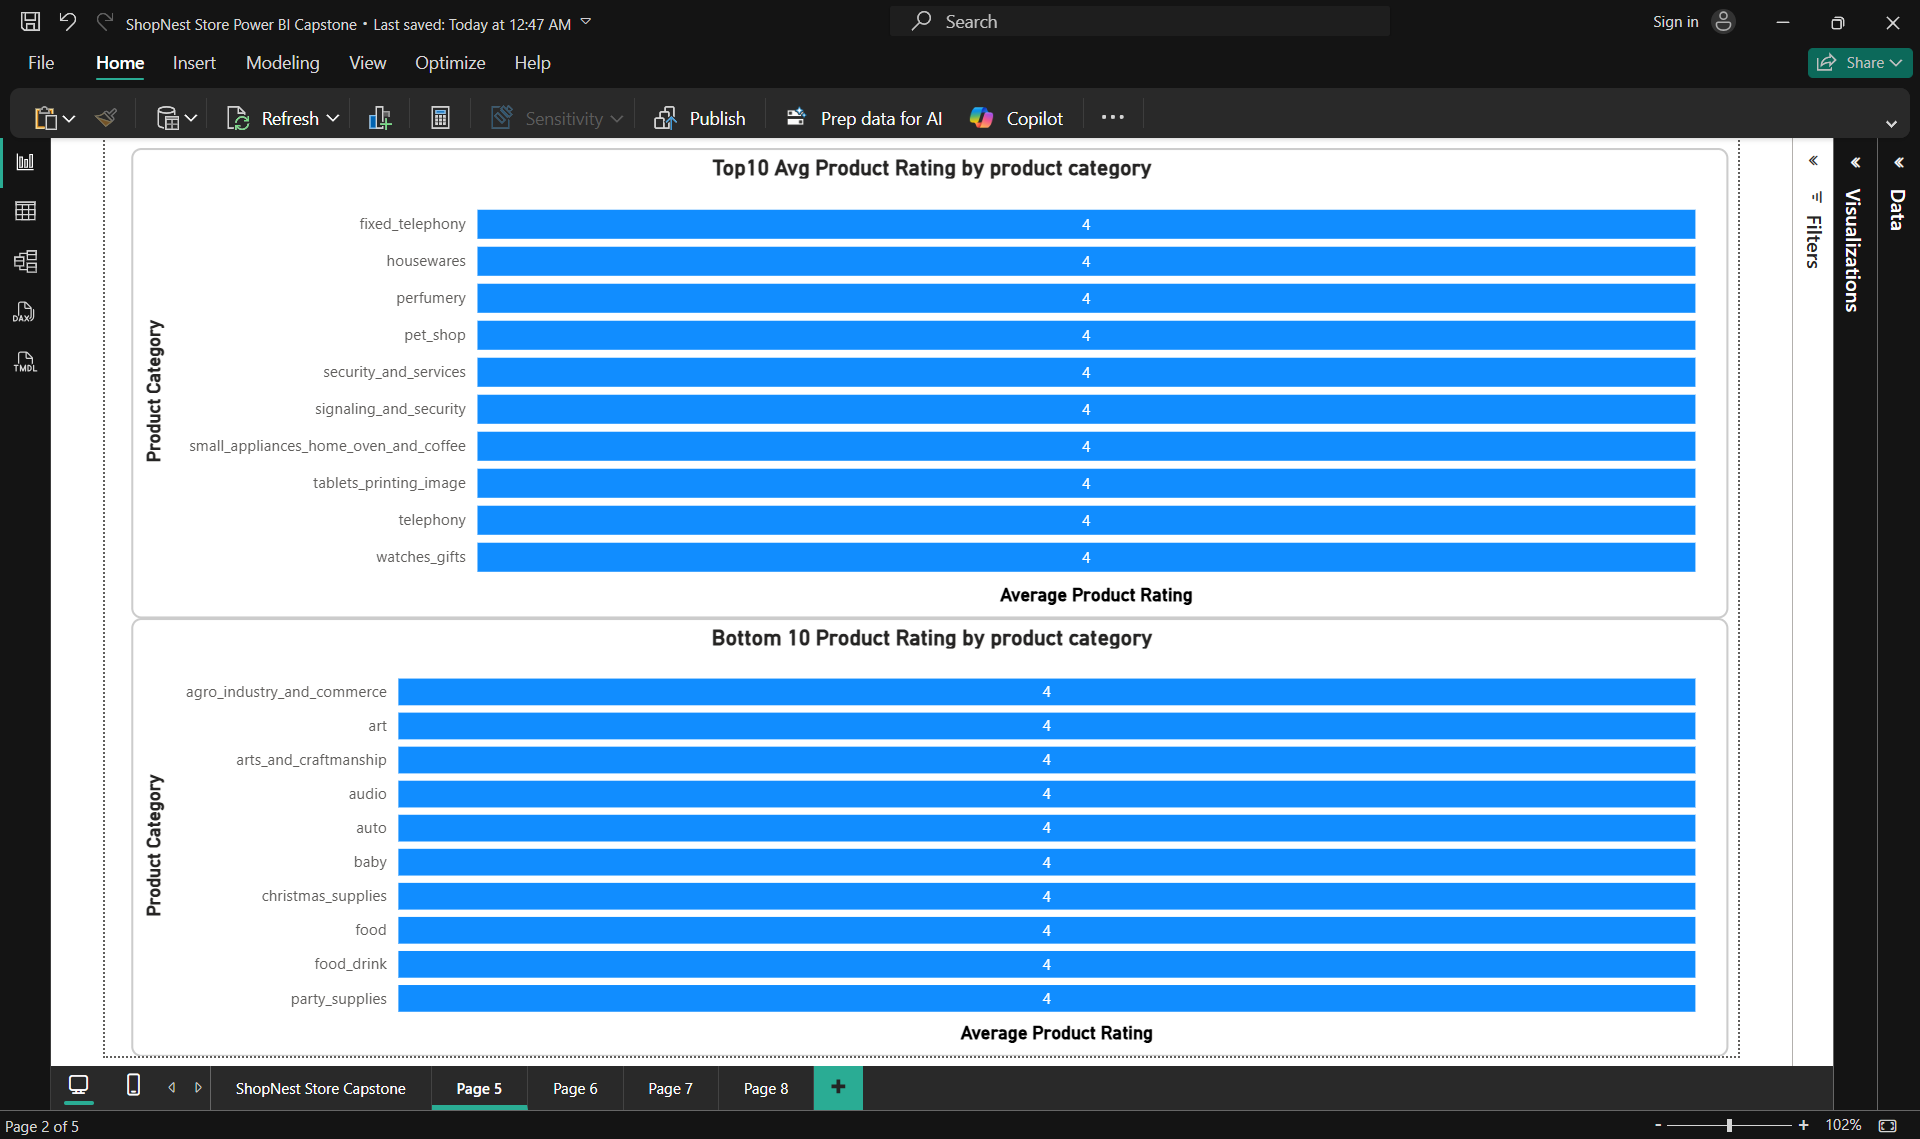 ShopNest Store Power BI Capstone • Last saved: Today at 12:47 AM
Search
Sign in
File Home Insert Modeling View Optimize Help
Share
Refresh Sensitivity Publish Prep data for AI Copilot
DAX
TMDL
Top10 Avg Product Rating by product category
Product Category
fixed_telephony 4
housewares 4
perfumery 4
pet_shop 4
security_and_services 4
signaling_and_security 4
small_appliances_home_oven_and_coffee 4
tablets_printing_image 4
telephony 4
watches_gifts 4
Average Product Rating
Bottom 10 Product Rating by product category
Product Category
agro_industry_and_commerce 4
art 4
arts_and_craftmanship 4
audio 4
auto 4
baby 4
christmas_supplies 4
food 4
food_drink 4
party_supplies 4
Average Product Rating
Filters
Visualizations
Data
ShopNest Store Capstone Page 5 Page 6 Page 7 Page 8 +
Page 2 of 5
- + 102%